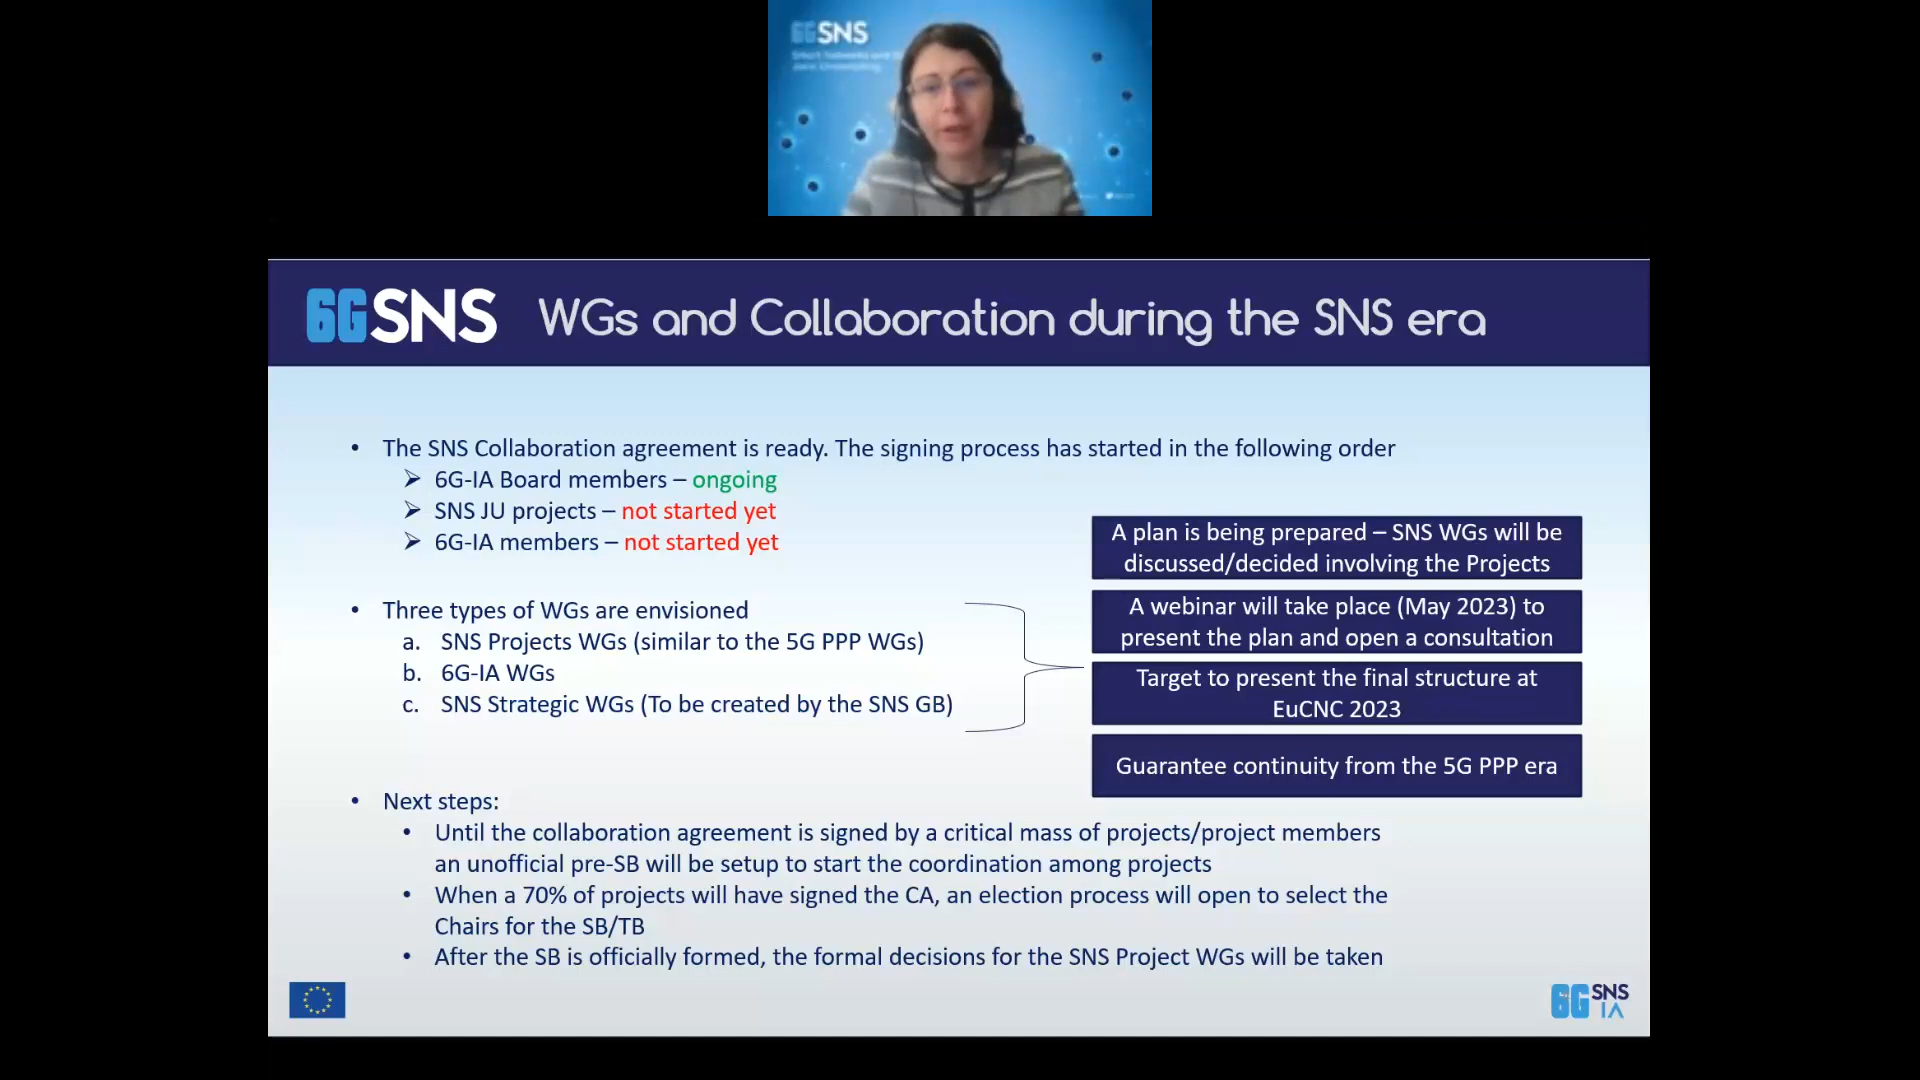 6GSNS
6GSNS WGs and Collaboration during the SNS era
• The SNS Collaboration agreement is ready. The signing process has started in the following order
➢ 6G-IA Board members – ongoing
➢ SNS JU projects – not started yet
➢ 6G-IA members – not started yet
• Three types of WGs are envisioned
a. SNS Projects WGs (similar to the 5G PPP WGs)
b. 6G-IA WGs
c. SNS Strategic WGs (To be created by the SNS GB)
A plan is being prepared – SNS WGs will be
discussed/decided involving the Projects
A webinar will take place (May 2023) to
present the plan and open a consultation
Target to present the final structure at
EuCNC 2023
Guarantee continuity from the 5G PPP era
• Next steps:
• Until the collaboration agreement is signed by a critical mass of projects/project members
an unofficial pre-SB will be setup to start the coordination among projects
• When a 70% of projects will have signed the CA, an election process will open to select the
Chairs for the SB/TB
• After the SB is officially formed, the formal decisions for the SNS Project WGs will be taken
6G SNS
IA